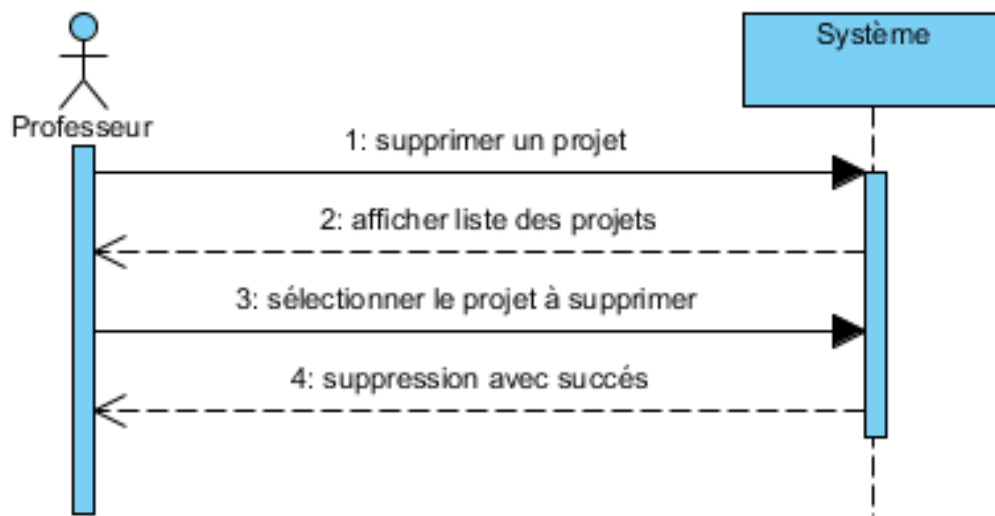 Système
Professeur
1: supprimer un projet
2: afficher liste des projets
3: sélectionner le projet à supprimer
4: suppression avec succés